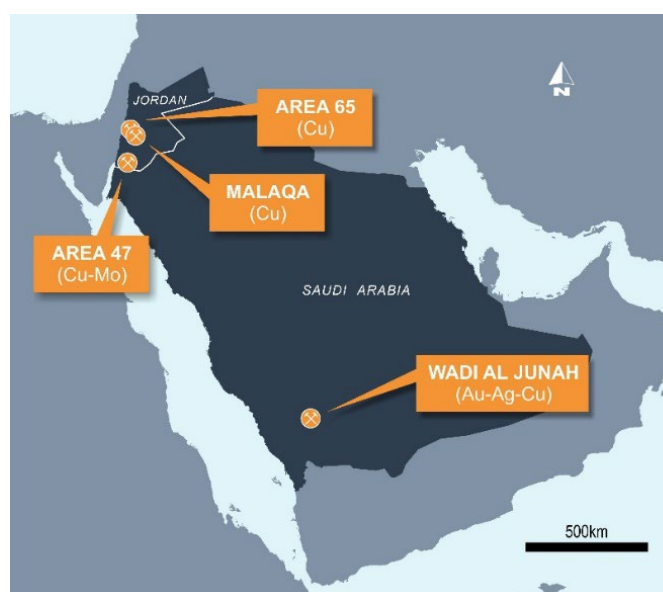 JORDAN
AREA 65
(Cu)
N
MALAQA
(Cu)
AREA 47
(Cu-Mo)
SAUDI ARABIA
WADI AL JUNAH
(Au-Ag-Cu)
500km